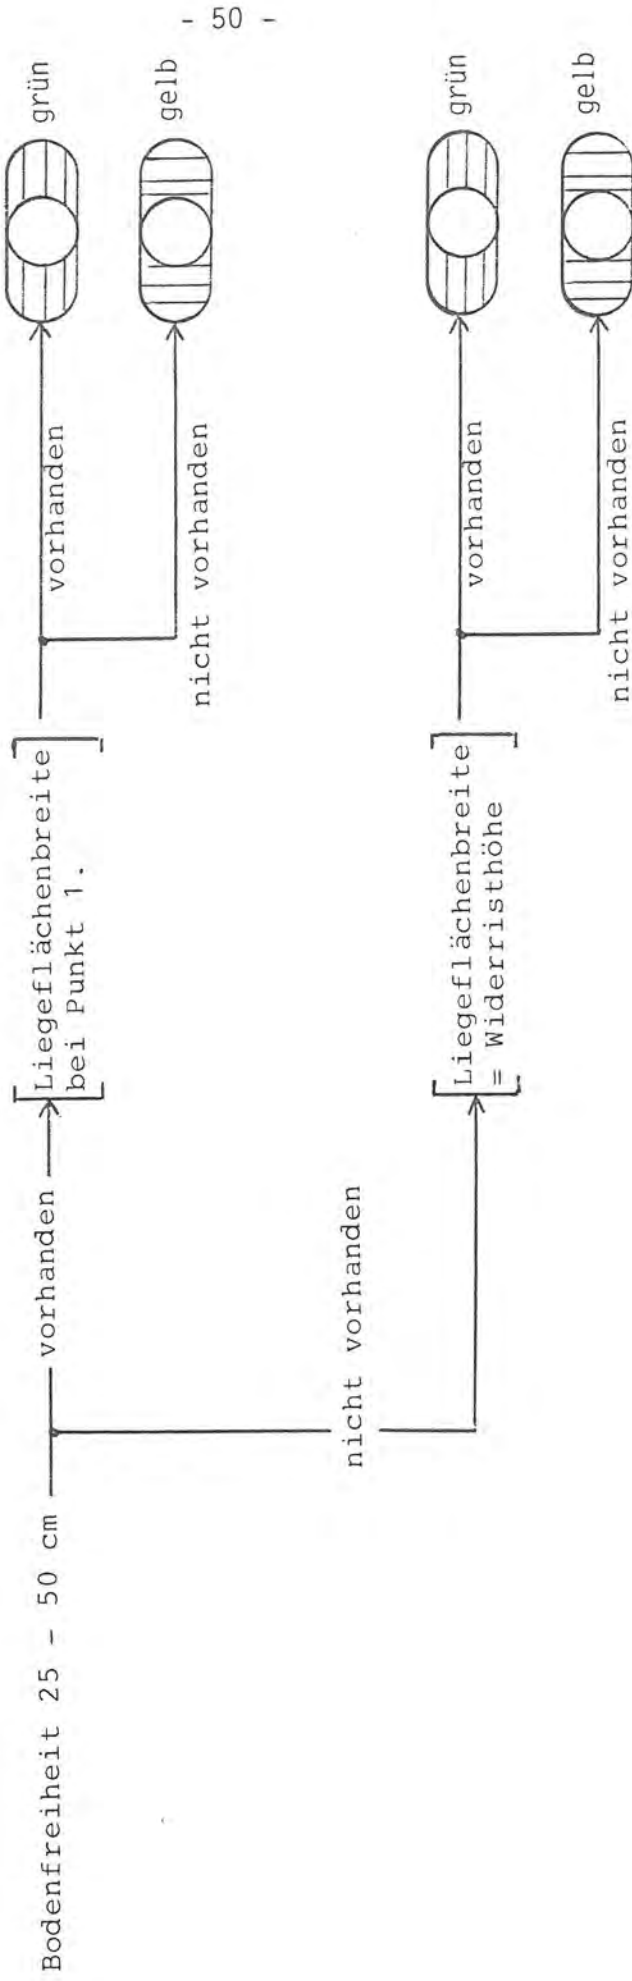 - 50 -
Bodenfreiheit 25 - 50 cm
vorhanden
Liegeflächenbreite
bei Punkt 1.
vorhanden
grün
nicht vorhanden
gelb
nicht vorhanden
Liegeflächenbreite
= Widerristhöhe
vorhanden
grün
nicht vorhanden
gelb